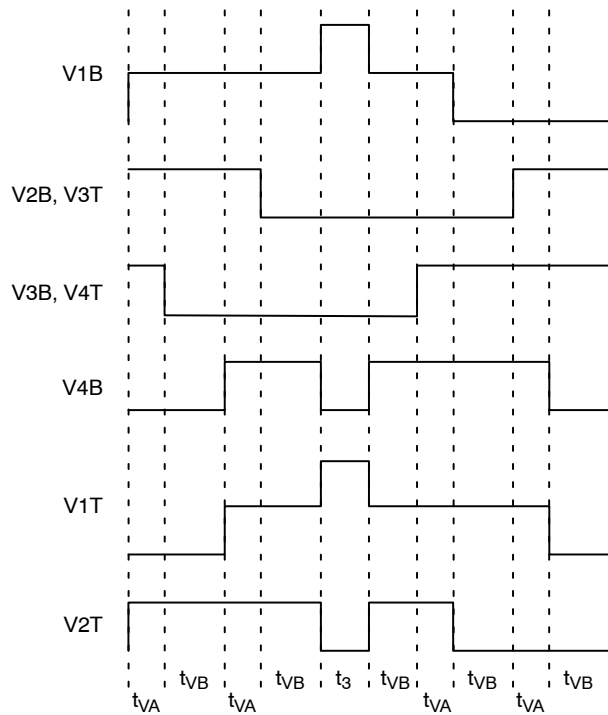 V1B
V2B, V3T
V3B, V4T
V4B
V1T
V2T
tVB tVB t3 tVB tVB tVB
tVA tVA tVA tVA